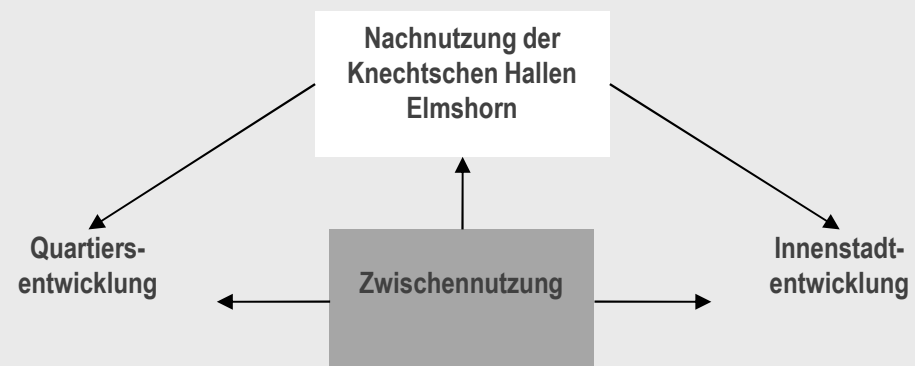 Nachnutzung der
Knechtschen Hallen
Elmshorn
Quartiers-
entwicklung
Zwischennutzung
Innenstadt-
entwicklung